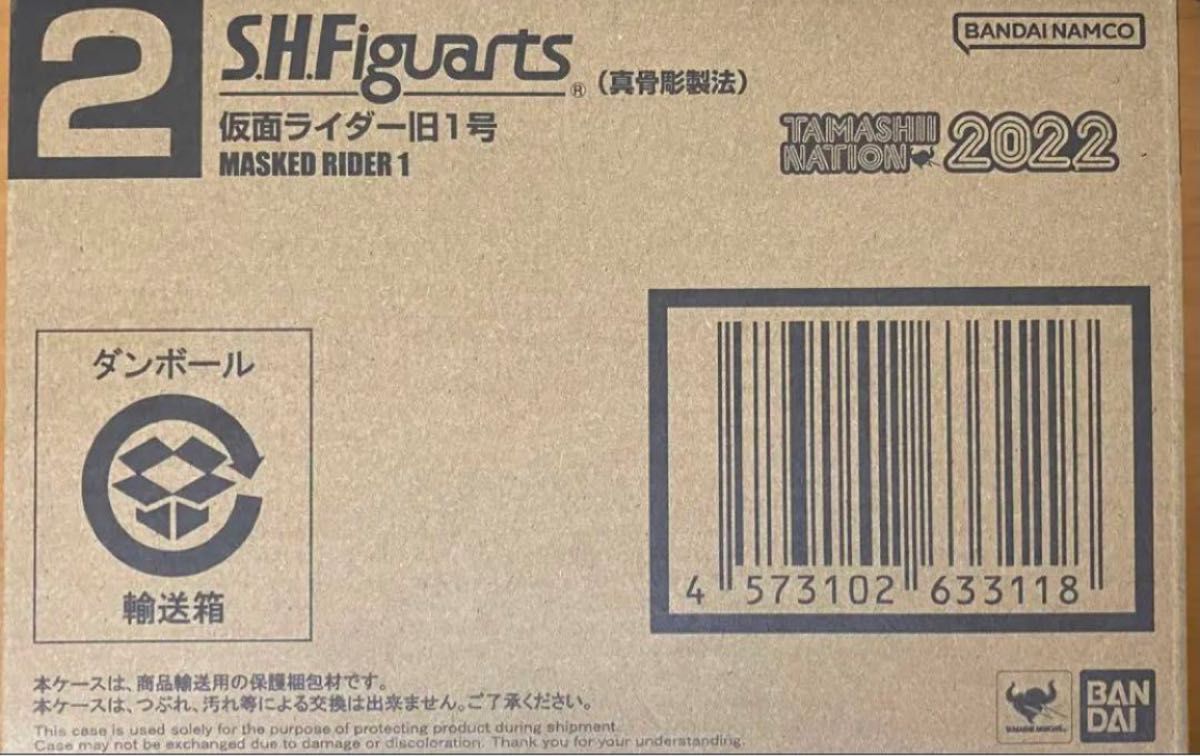 2
S.H.Figuarts® (真骨彫製法)
仮面ライダー旧1号
MASKED RIDER 1
BANDAI NAMCO
TAMASHII
NATION 2022
ダンボール
輸送箱
4 573102 633118
本ケースは、商品輸送用の保護梱包材です。
本ケースは、つぶれ、汚れ等による交換は出来ません。ご了承ください。
This case is used solely for the purpose of protecting product during shipment.
Case may not be exchanged due to damage or discoloration. Thank you for your understanding.
TAMASHII NATIONS
BAN
DAI